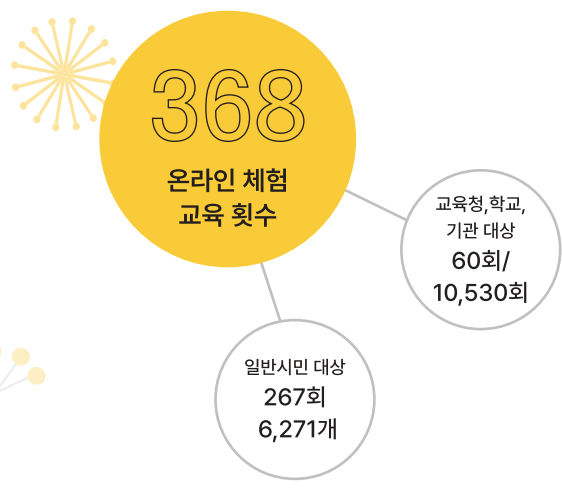 368
온라인 체험
교육 횟수
교육청,학교,
기관 대상
60회/
10,530회
일반시민 대상
267회
6,271개